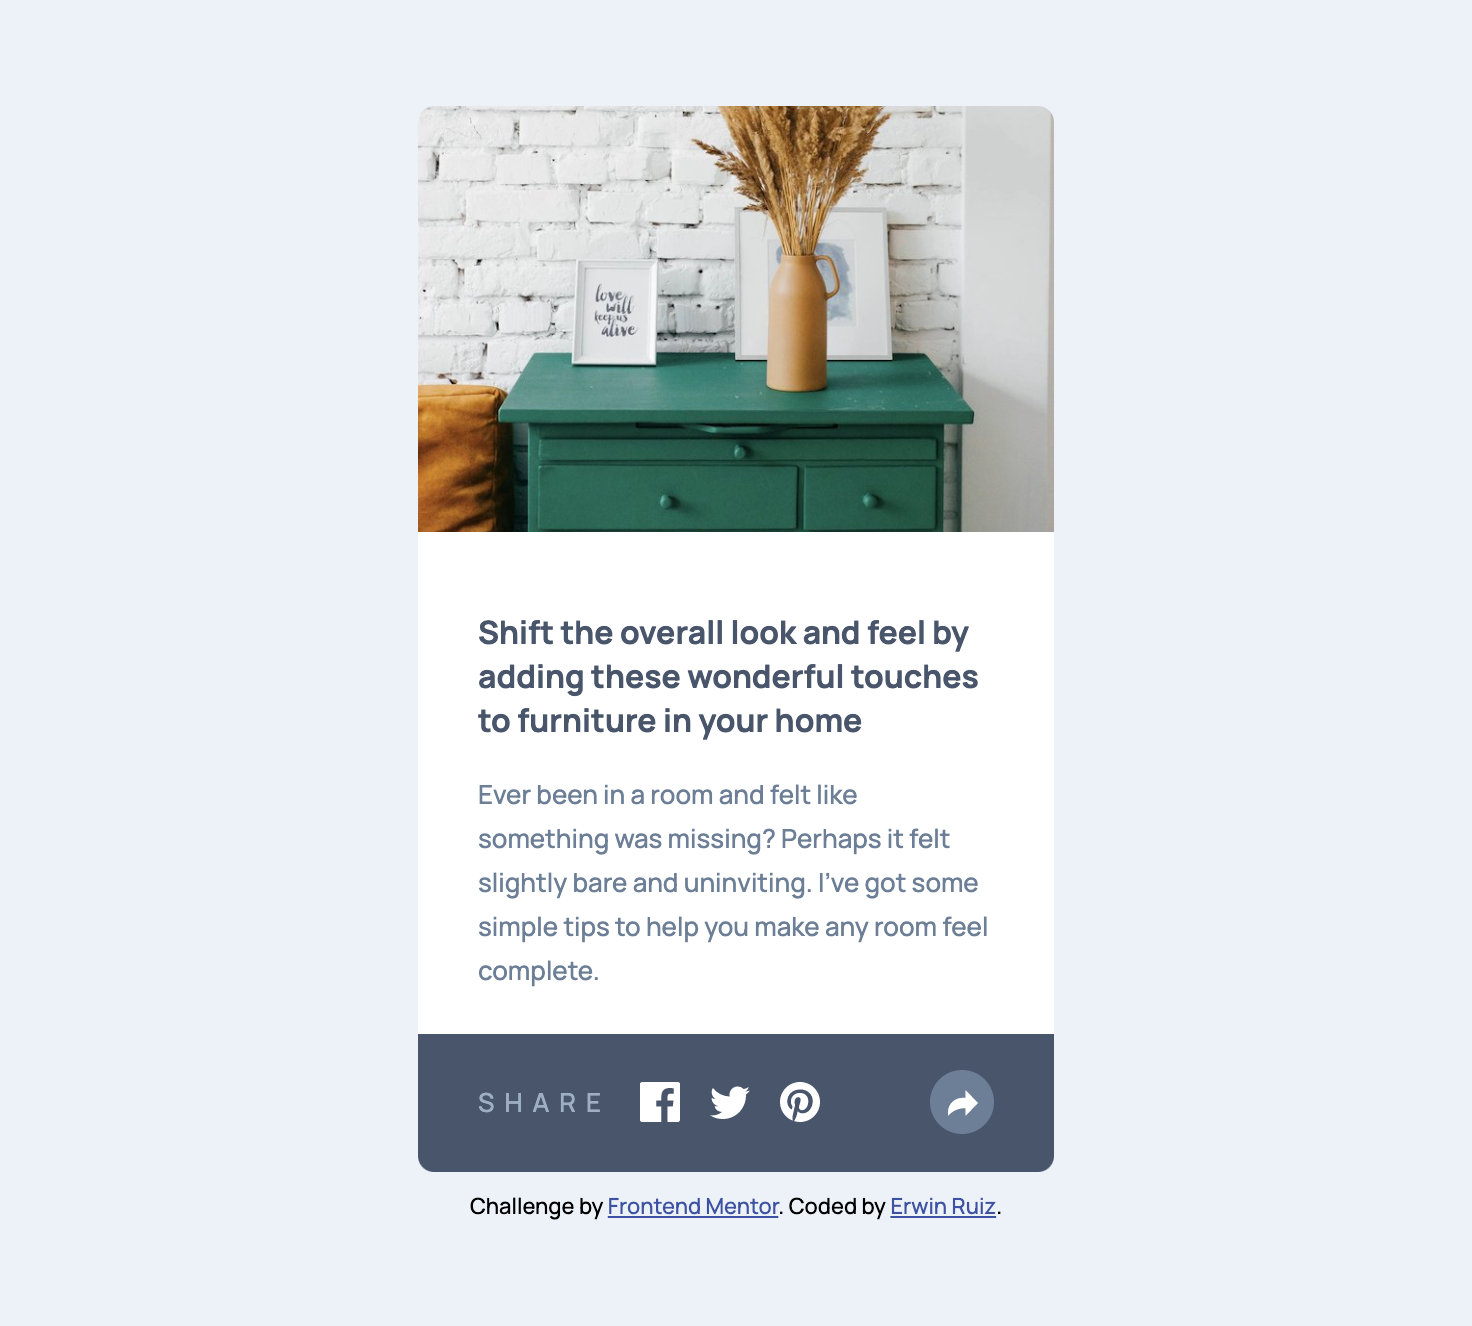 love
will
keep us
alive
Shift the overall look and feel by
adding these wonderful touches
to furniture in your home
Ever been in a room and felt like
something was missing? Perhaps it felt
slightly bare and uninviting. I’ve got some
simple tips to help you make any room feel
complete.
SHARE
Challenge by Frontend Mentor. Coded by Erwin Ruiz.